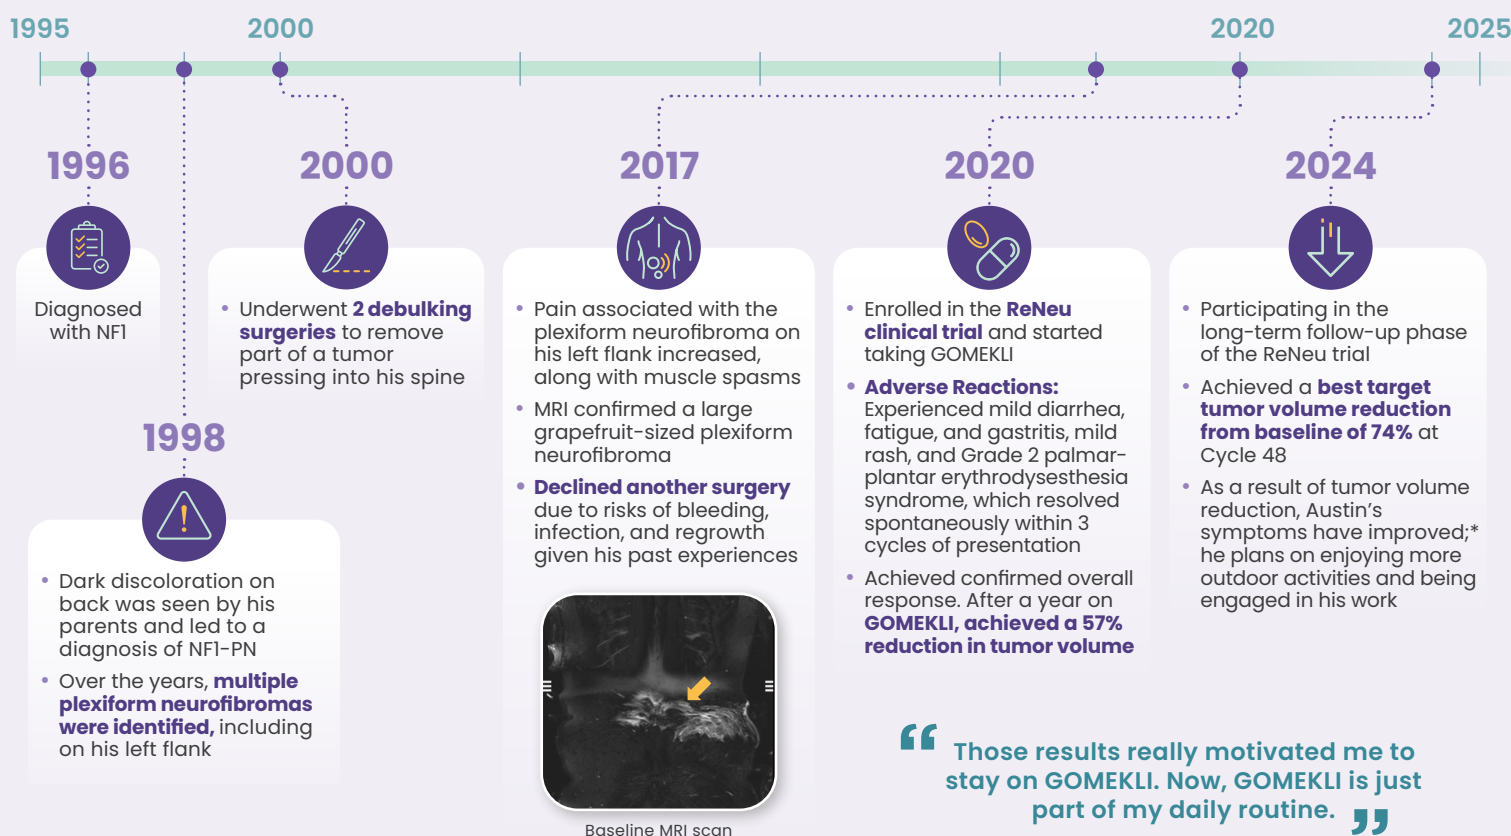 1995
2000
2020
2025
1996
Diagnosed
with NF1
1998
• Dark discoloration on
back was seen by his
parents and led to a
diagnosis of NF1-PN
• Over the years, multiple
plexiform neurofibromas
were identified, including
on his left flank
2000
• Underwent 2 debulking
surgeries to remove
part of a tumor
pressing into his spine
2017
• Pain associated with the
plexiform neurofibroma on
his left flank increased,
along with muscle spasms
• MRI confirmed a large
grapefruit-sized plexiform
neurofibroma
• Declined another surgery
due to risks of bleeding,
infection, and regrowth
given his past experiences
Baseline MRI scan
2020
• Enrolled in the ReNeu
clinical trial and started
taking GOMEKLI
• Adverse Reactions:
Experienced mild diarrhea,
fatigue, and gastritis, mild
rash, and Grade 2 palmar-
plantar erythrodysesthesia
syndrome, which resolved
spontaneously within 3
cycles of presentation
• Achieved confirmed overall
response. After a year on
GOMEKLI, achieved a 57%
reduction in tumor volume
2024
• Participating in the
long-term follow-up phase
of the ReNeu trial
• Achieved a best target
tumor volume reduction
from baseline of 74% at
Cycle 48
• As a result of tumor volume
reduction, Austin’s
symptoms have improved;*
he plans on enjoying more
outdoor activities and being
engaged in his work
“ Those results really motivated me to
stay on GOMEKLI. Now, GOMEKLI is just
part of my daily routine. ”